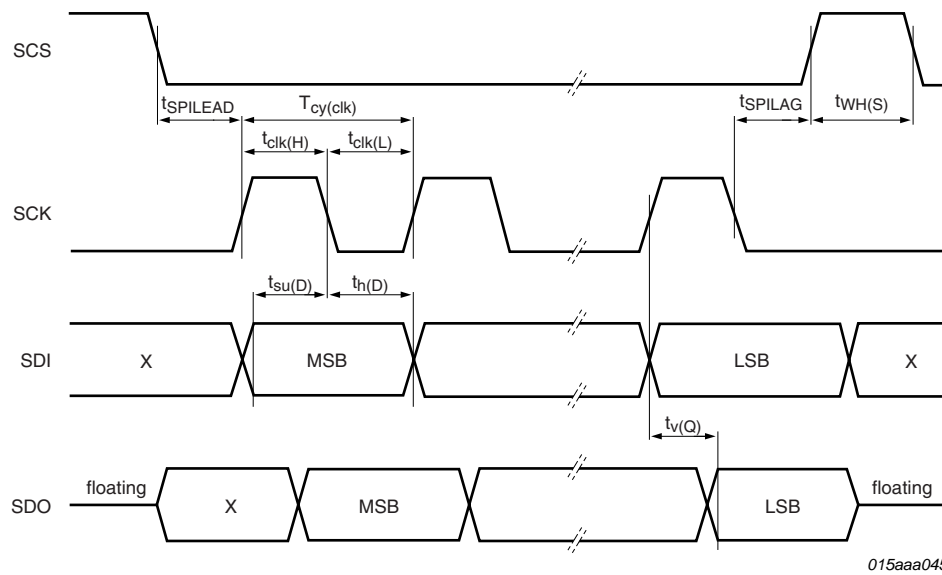 SCS
tSPILEAD
Tcy(clk)
tSPILAG
tWH(S)
tclk(H)
tclk(L)
SCK
tsu(D)
th(D)
SDI
X
MSB
LSB
X
tv(Q)
SDO
floating
X
MSB
LSB
floating
015aaa045